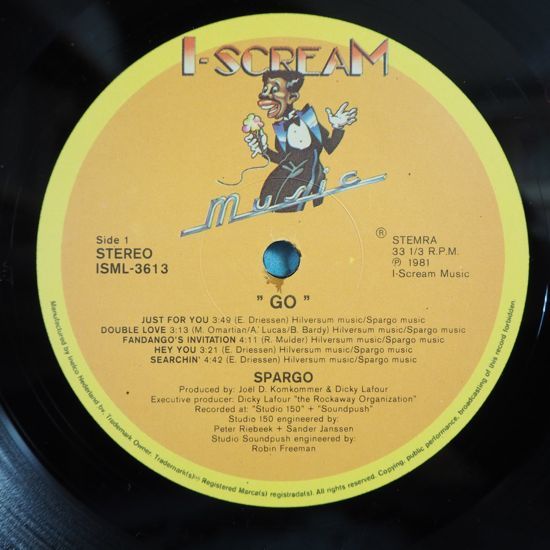 I-SCREAM
Music
Side 1
STEREO
ISML-3613
®
STEMRA
33 1/3 R.P.M.
℗ 1981
I-Scream Music
" GO "
JUST FOR YOU 3:49 (E. Driessen) Hilversum music/Spargo music
DOUBLE LOVE 3:13 (M. Omartian/A. Lucas/B. Bardy) Hilversum music/Spargo music
FANDANGO'S INVITATION 4:11 (R. Mulder) Hilversum music/Spargo music
HEY YOU 3:21 (E. Driessen) Hilversum music/Spargo music
SEARCHIN' 4:42 (E. Driessen) Hilversum music/Spargo music
SPARGO
Produced by: Joël D. Komkommer & Dicky Lafour
Executive producer: Dicky Lafour "the Rockaway Organization"
Recorded at: "Studio 150" + "Soundpush"
Studio 150 engineered by:
Peter Riebeek + Sander Janssen
Studio Soundpush engineered by:
Robin Freeman
Manufactured by Inelco Nederland by Trademark Owner. Trademark(s)® Registered Marca(s) registrada(s). All rights reserved. Copying, public performance, broadcasting of this record forbidden